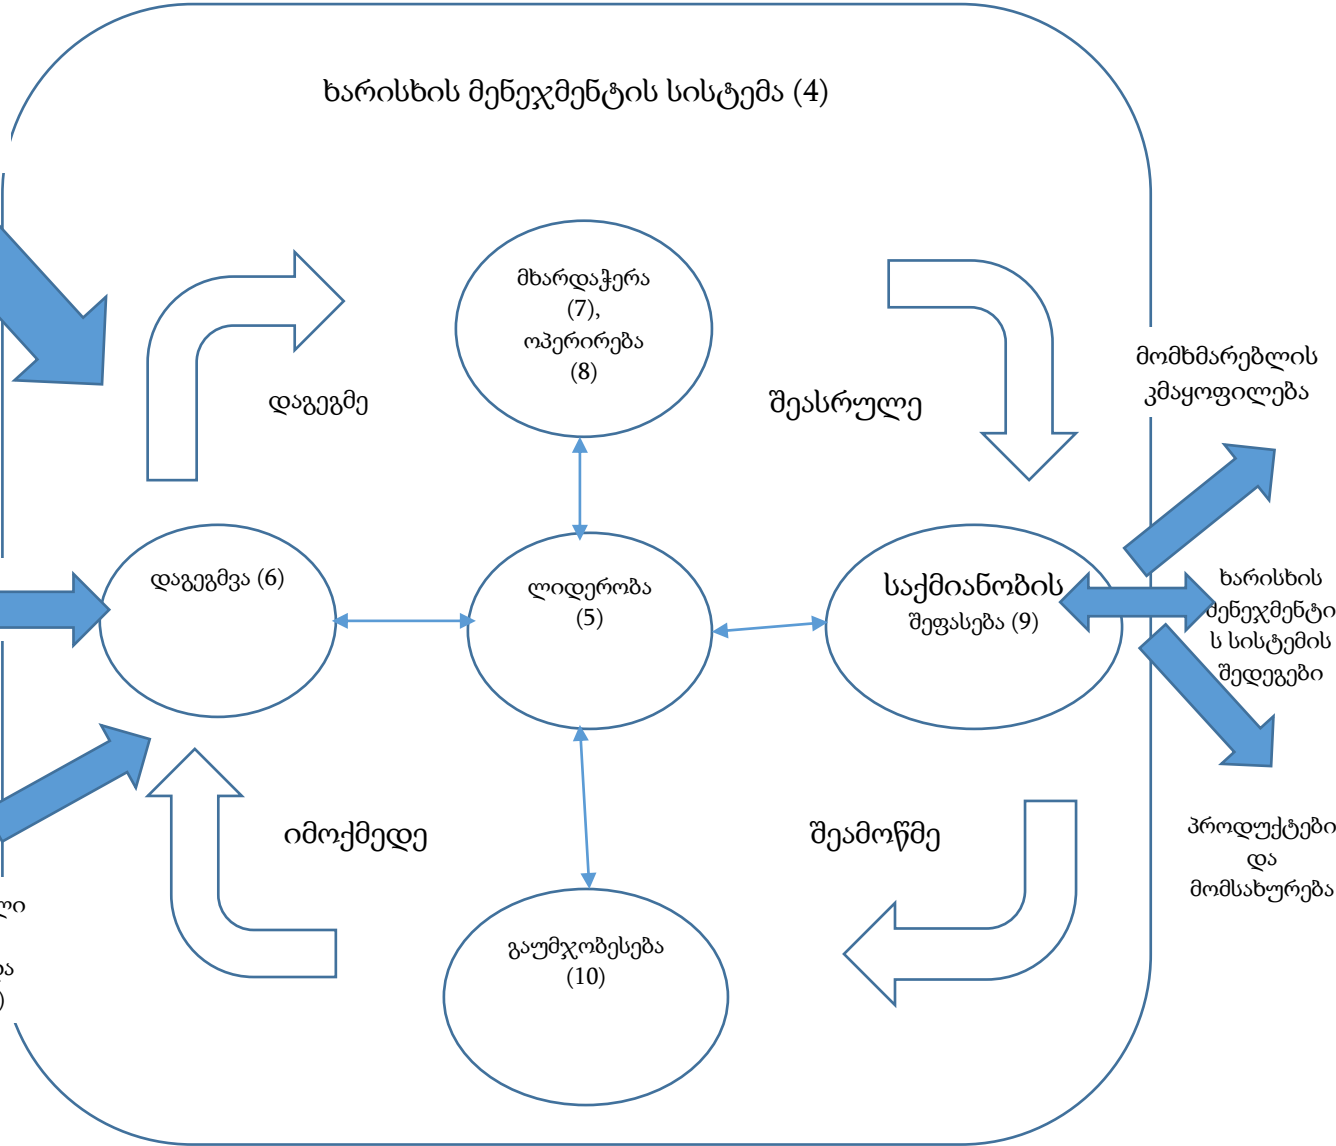 ხარისხის მენეჯმენტის სისტემა (4)
მხარდაჭერა
(7),
ოპერირება
(8)
დაგეგმე
შეასრულე
მომხმარებლის
კმაყოფილება
დაგეგმვა (6)
ლიდერობა
(5)
საქმიანობის
შეფასება (9)
ხარისხის
მენეჯმენტი
ს სისტემის
შედეგები
იმოქმედე
შეამოწმე
პროდუქტები
და
მომსახურება
გაუმჯობესება
(10)